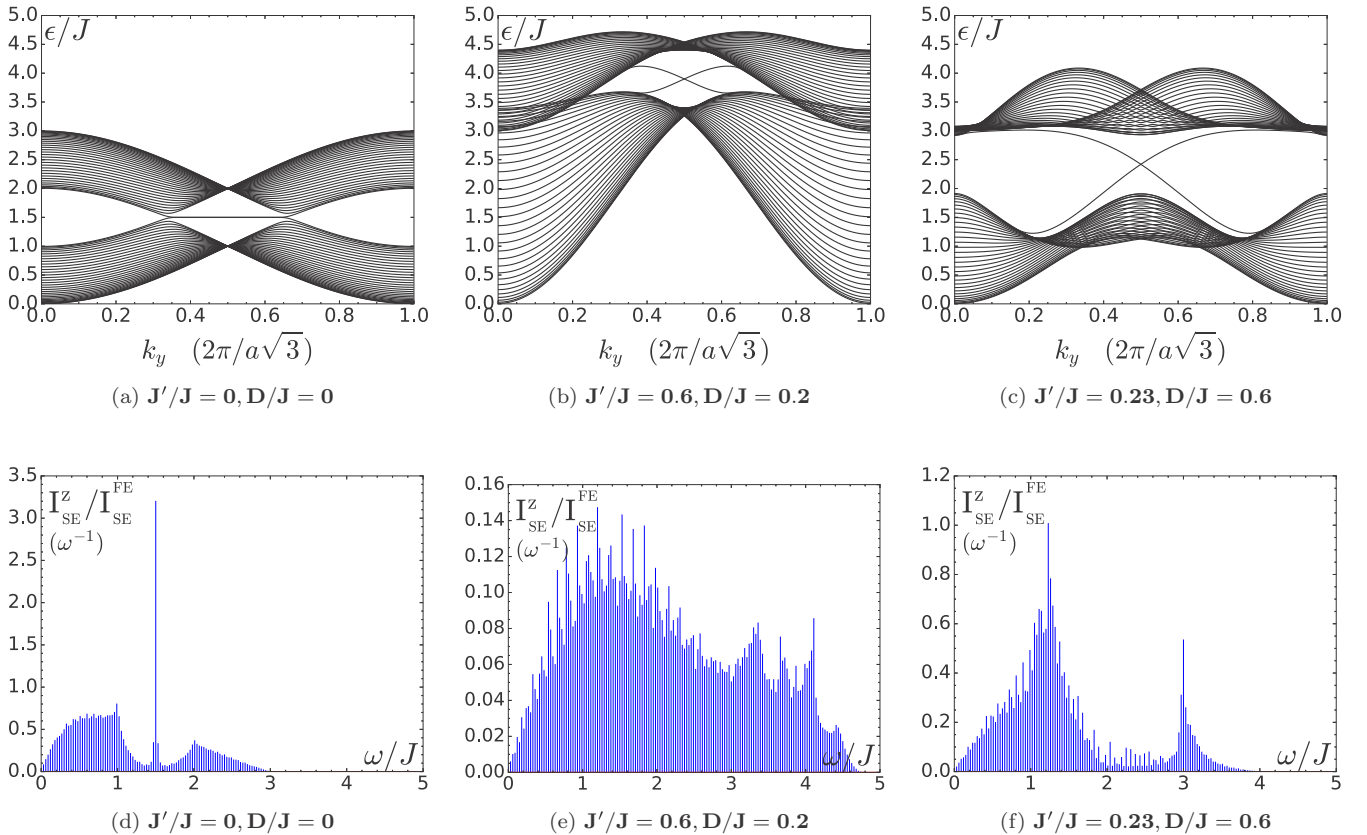 ϵ/J
5.0
4.5
4.0
3.5
3.0
2.5
2.0
1.5
1.0
0.5
0.0
0.0 0.2 0.4 0.6 0.8 1.0
k_y (2π/a√3)
(a) J′/J = 0, D/J = 0
ϵ/J
5.0
4.5
4.0
3.5
3.0
2.5
2.0
1.5
1.0
0.5
0.0
0.0 0.2 0.4 0.6 0.8 1.0
k_y (2π/a√3)
(b) J′/J = 0.6, D/J = 0.2
ϵ/J
5.0
4.5
4.0
3.5
3.0
2.5
2.0
1.5
1.0
0.5
0.0
0.0 0.2 0.4 0.6 0.8 1.0
k_y (2π/a√3)
(c) J′/J = 0.23, D/J = 0.6
I^z_SE/I^FE_SE
(ω⁻¹)
3.5
3.0
2.5
2.0
1.5
1.0
0.5
0.0
ω/J
0 1 2 3 4 5
(d) J′/J = 0, D/J = 0
I^z_SE/I^FE_SE
(ω⁻¹)
0.16
0.14
0.12
0.10
0.08
0.06
0.04
0.02
0.00
ω/J
0 1 2 3 4 5
(e) J′/J = 0.6, D/J = 0.2
I^z_SE/I^FE_SE
(ω⁻¹)
1.2
1.0
0.8
0.6
0.4
0.2
0.0
ω/J
0 1 2 3 4 5
(f) J′/J = 0.23, D/J = 0.6